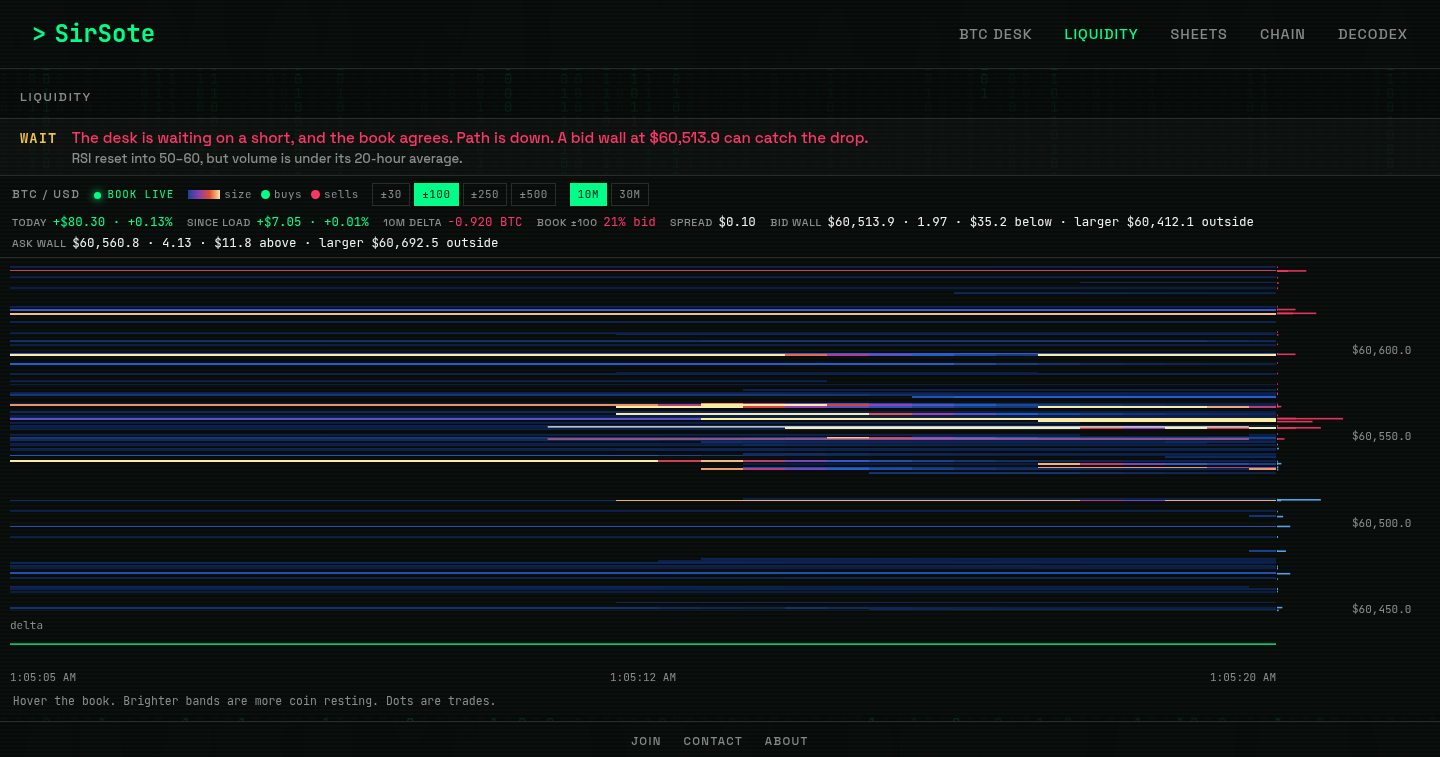 > SirSote
BTC DESK LIQUIDITY SHEETS CHAIN DECODEX
LIQUIDITY
WAIT The desk is waiting on a short, and the book agrees. Path is down. A bid wall at $60,513.9 can catch the drop.
RSI reset into 50–60, but volume is under its 20-hour average.
BTC / USD BOOK LIVE size buys sells ±30 ±100 ±250 ±500 10M 30M
TODAY +$80.30 · +0.13% SINCE LOAD +$7.05 · +0.01% 10M DELTA -0.920 BTC BOOK ±100 21% bid SPREAD $0.10 BID WALL $60,513.9 · 1.97 · $35.2 below · larger $60,412.1 outside
ASK WALL $60,560.8 · 4.13 · $11.8 above · larger $60,692.5 outside
$60,600.0
$60,550.0
$60,500.0
$60,450.0
delta
1:05:05 AM 1:05:12 AM 1:05:20 AM
Hover the book. Brighter bands are more coin resting. Dots are trades.
JOIN CONTACT ABOUT